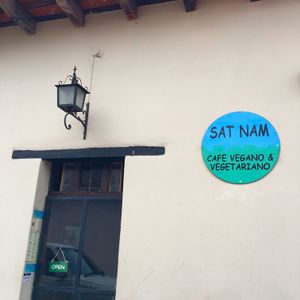 SAT NAM
CAFE VEGANO &
VEGETARIANO
OPEN